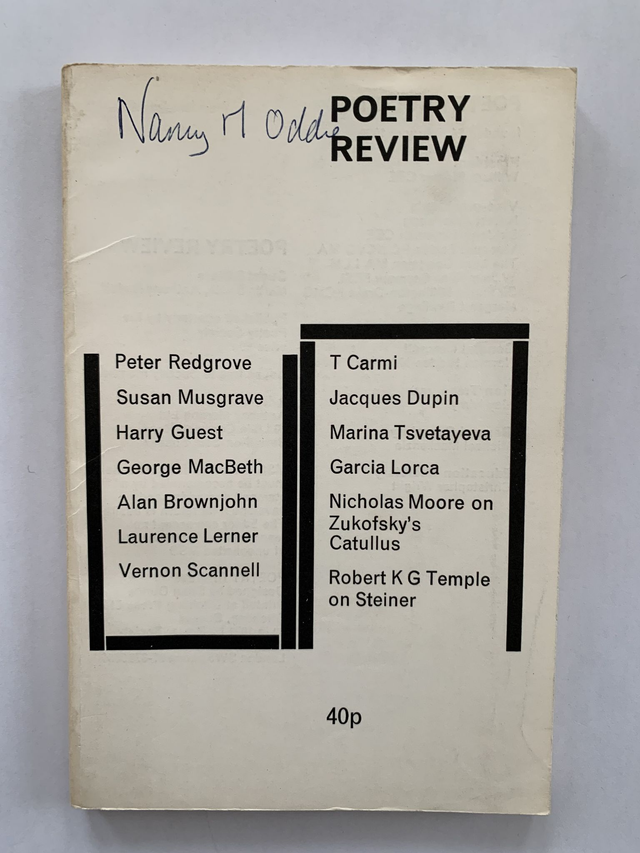 Nancy M Oddie
POETRY
REVIEW
Peter Redgrove
Susan Musgrave
Harry Guest
George MacBeth
Alan Brownjohn
Laurence Lerner
Vernon Scannell
T Carmi
Jacques Dupin
Marina Tsvetayeva
Garcia Lorca
Nicholas Moore on
Zukofsky's
Catullus
Robert K G Temple
on Steiner
40p